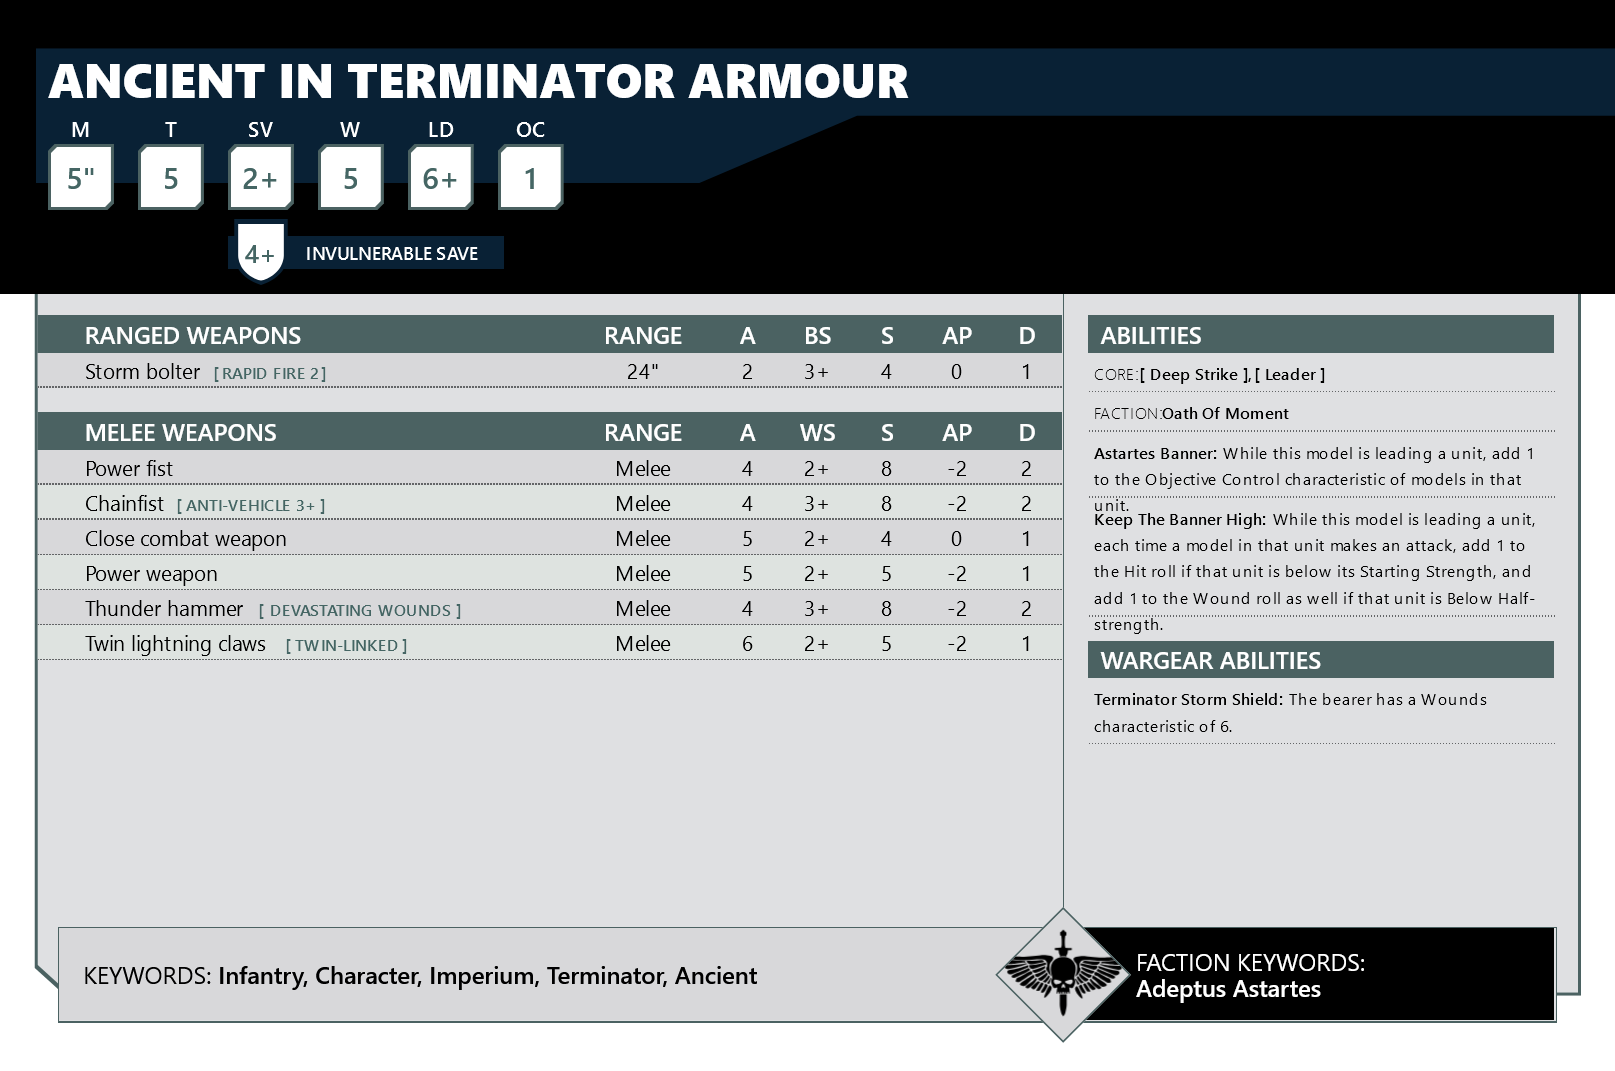 ANCIENT IN TERMINATOR ARMOUR
M T SV W LD OC
5" 5 2+ 5 6+ 1
4+ INVULNERABLE SAVE
RANGED WEAPONS RANGE A BS S AP D
Storm bolter [ RAPID FIRE 2 ] 24" 2 3+ 4 0 1
MELEE WEAPONS RANGE A WS S AP D
Power fist Melee 4 2+ 8 -2 2
Chainfist [ ANTI-VEHICLE 3+ ] Melee 4 3+ 8 -2 2
Close combat weapon Melee 5 2+ 4 0 1
Power weapon Melee 5 2+ 5 -2 1
Thunder hammer [ DEVASTATING WOUNDS ] Melee 4 3+ 8 -2 2
Twin lightning claws [ TWIN-LINKED ] Melee 6 2+ 5 -2 1
ABILITIES
CORE:[ Deep Strike ], [ Leader ]
FACTION:Oath Of Moment
Astartes Banner: While this model is leading a unit, add 1
to the Objective Control characteristic of models in that
unit.
Keep The Banner High: While this model is leading a unit,
each time a model in that unit makes an attack, add 1 to
the Hit roll if that unit is below its Starting Strength, and
add 1 to the Wound roll as well if that unit is Below Half-
strength.
WARGEAR ABILITIES
Terminator Storm Shield: The bearer has a Wounds
characteristic of 6.
KEYWORDS: Infantry, Character, Imperium, Terminator, Ancient
FACTION KEYWORDS:
Adeptus Astartes